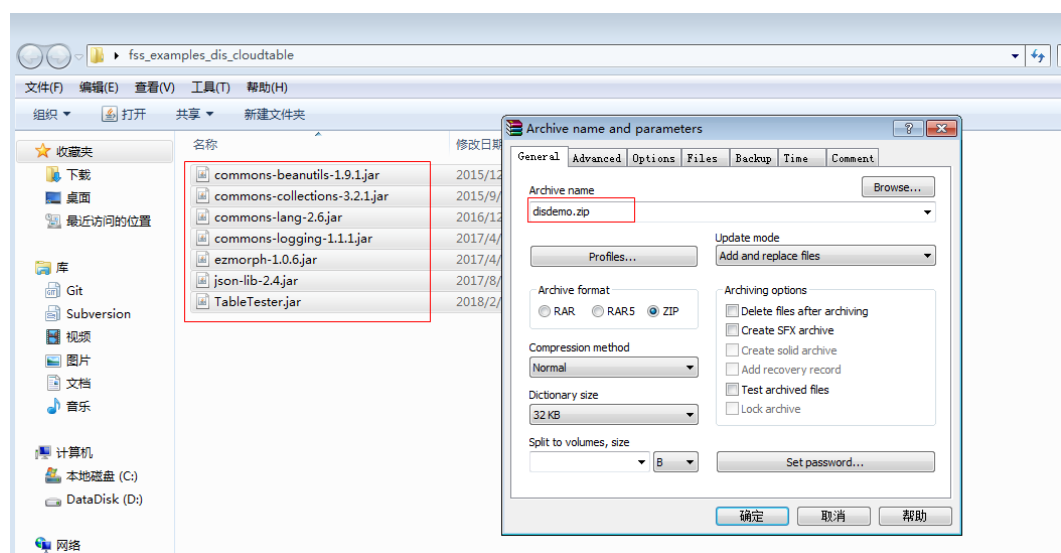 fss_examples_dis_cloudtable
文件(F) 编辑(E) 查看(V) 工具(T) 帮助(H)
组织 打开 共享 新建文件夹
收藏夹
下载
桌面
最近访问的位置
库
Git
Subversion
视频
图片
文档
音乐
计算机
本地磁盘 (C:)
DataDisk (D:)
网络
名称 修改日期
commons-beanutils-1.9.1.jar 2015/12
commons-collections-3.2.1.jar 2015/9/
commons-lang-2.6.jar 2016/12
commons-logging-1.1.1.jar 2017/4/
ezmorph-1.0.6.jar 2017/4/
json-lib-2.4.jar 2017/8/
TableTester.jar 2018/2/
Archive name and parameters
General Advanced Options Files Backup Time Comment
Archive name
Browse...
disdemo.zip
Profiles...
Update mode
Add and replace files
Archive format
RAR RAR5 ZIP
Compression method
Normal
Dictionary size
32 KB
Split to volumes, size
B
Archiving options
Delete files after archiving
Create SFX archive
Create solid archive
Add recovery record
Test archived files
Lock archive
Set password...
确定 取消 帮助